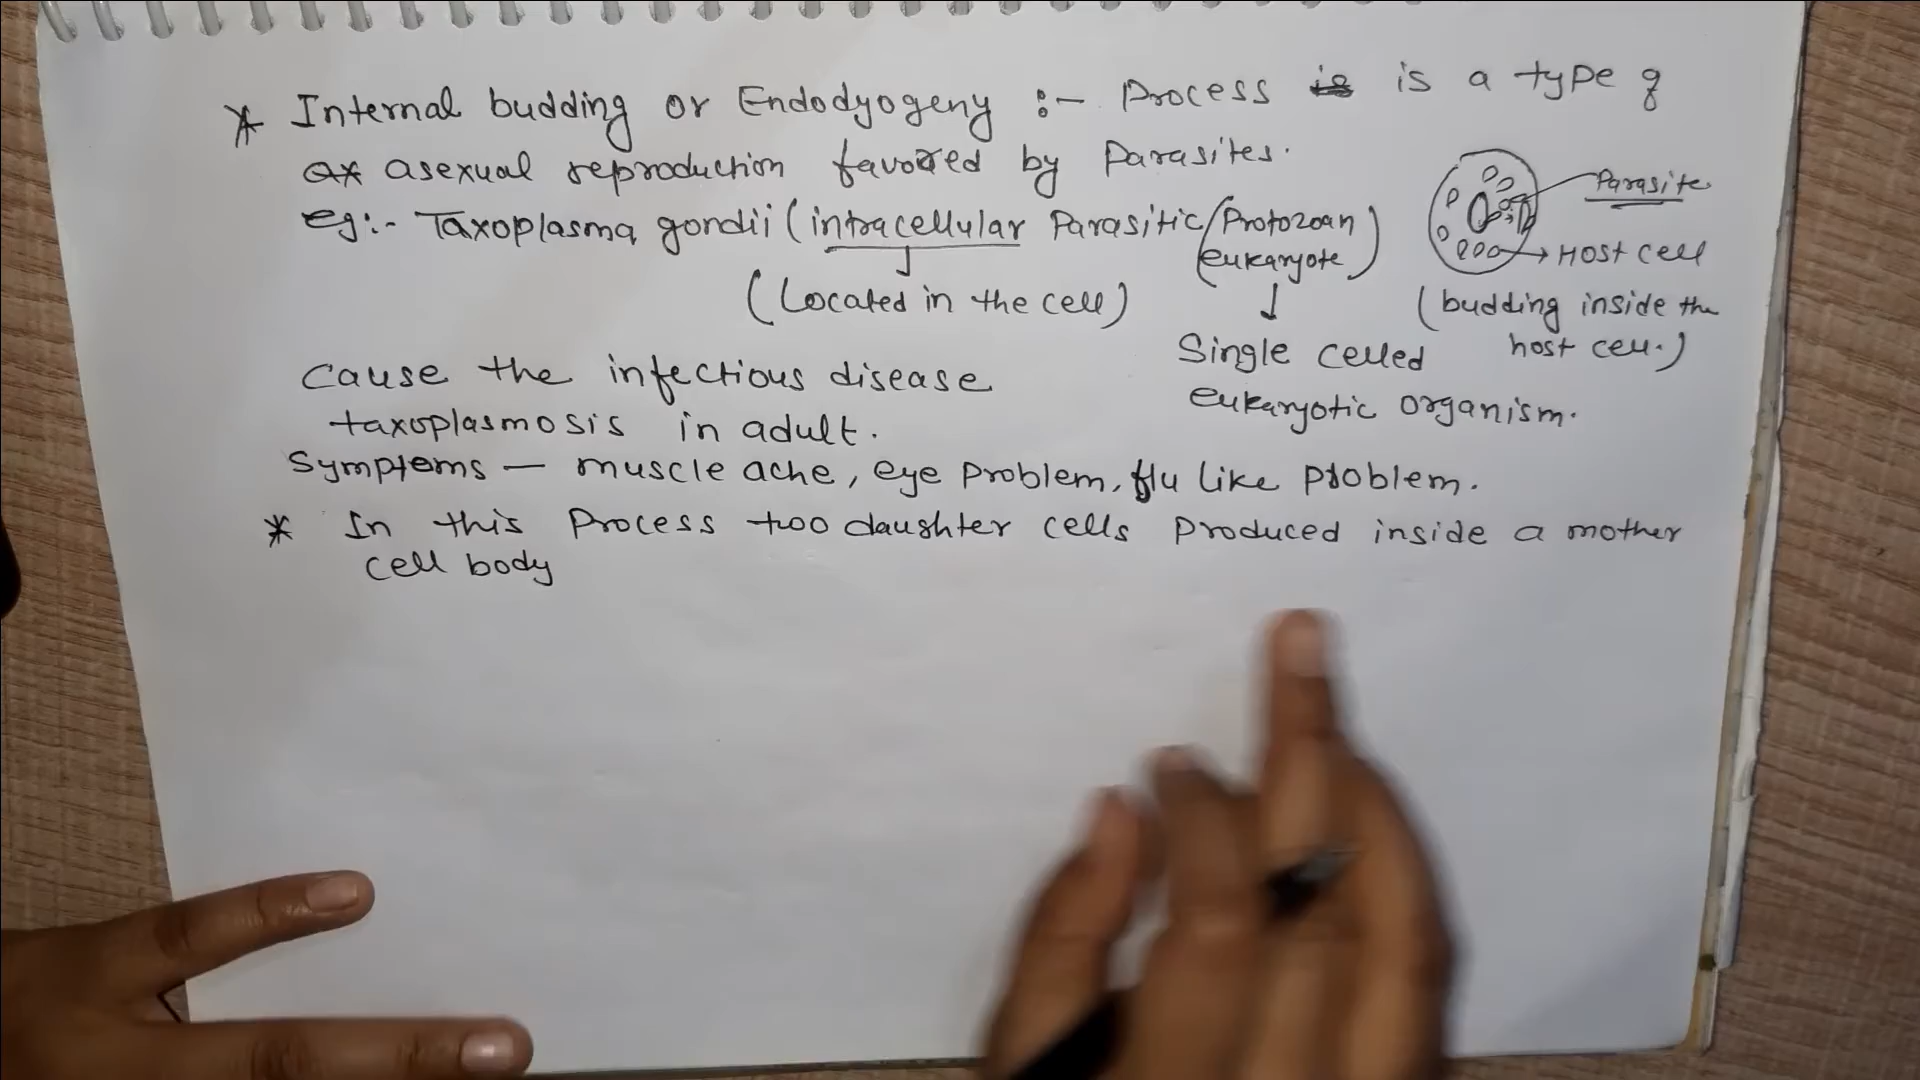 * Internal budding or Endodyogeny :- Process is is a type of
asexual reproduction favored by Parasites.
eg:- Taxoplasma gondii (intracellular Parasitic/Protozoan
eukaryote)
(Located in the cell)
Single celled
eukaryotic organism.
Parasite
Host cell
(budding inside the
host cell.)
Cause the infectious disease
taxoplasmosis in adult.
Symptems — muscle ache, eye problem, flu like problem.
* In this Process two daughter cells produced inside a mother
cell body